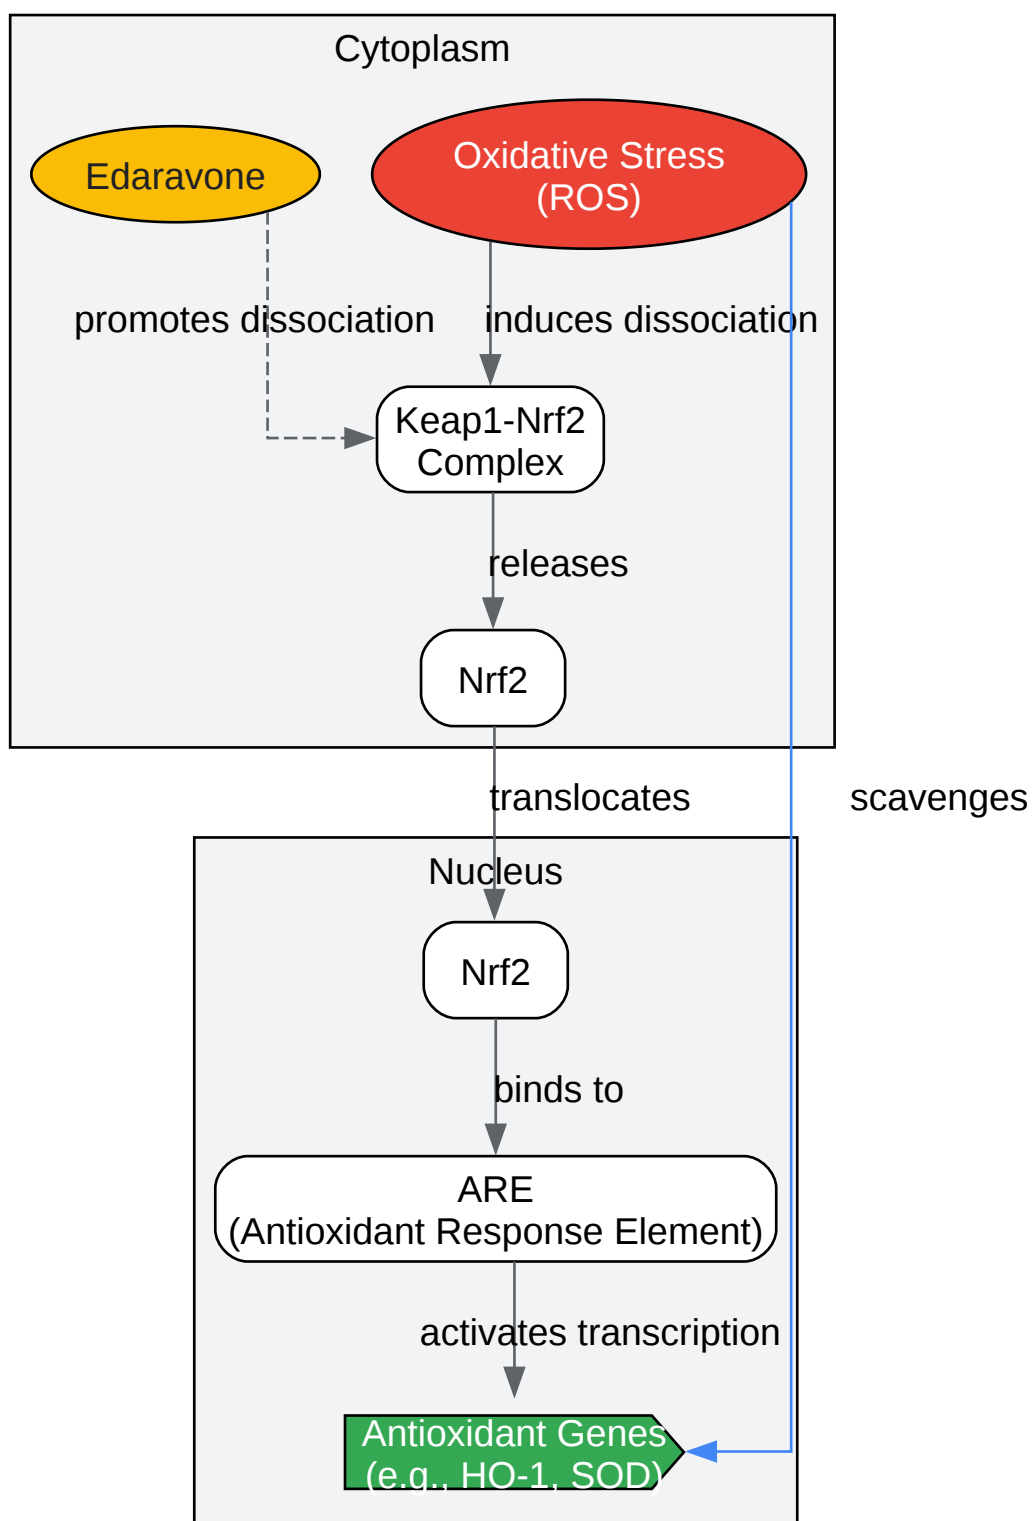 Cytoplasm
Edaravone
Oxidative Stress
(ROS)
promotes dissociation
induces dissociation
Keap1-Nrf2
Complex
releases
Nrf2
translocates
scavenges
Nucleus
Nrf2
binds to
ARE
(Antioxidant Response Element)
activates transcription
Antioxidant Genes
(e.g., HO-1, SOD)